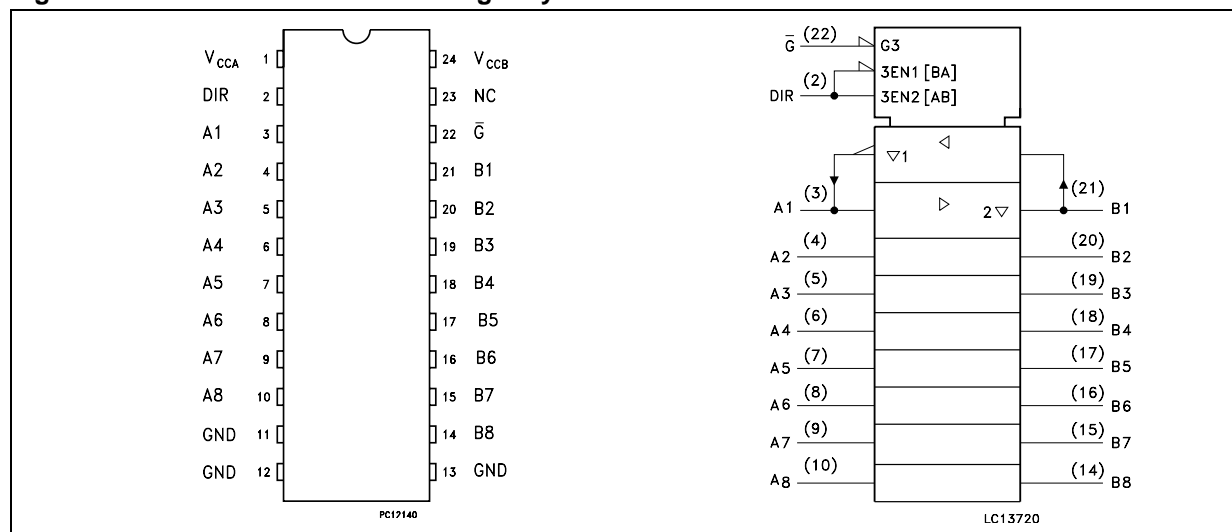 V_CCA 1 24 V_CCB
DIR 2 23 NC
A1 3 22 G̅
A2 4 21 B1
A3 5 20 B2
A4 6 19 B3
A5 7 18 B4
A6 8 17 B5
A7 9 16 B6
A8 10 15 B7
GND 11 14 B8
GND 12 13 GND
PC12140
G̅ (22) G3
3EN1 [BA]
DIR (2) 3EN2 [AB]
▽1 ◁
A1 (3) ▷ 2▽ (21) B1
A2 (4) (20) B2
A3 (5) (19) B3
A4 (6) (18) B4
A5 (7) (17) B5
A6 (8) (16) B6
A7 (9) (15) B7
A8 (10) (14) B8
LC13720